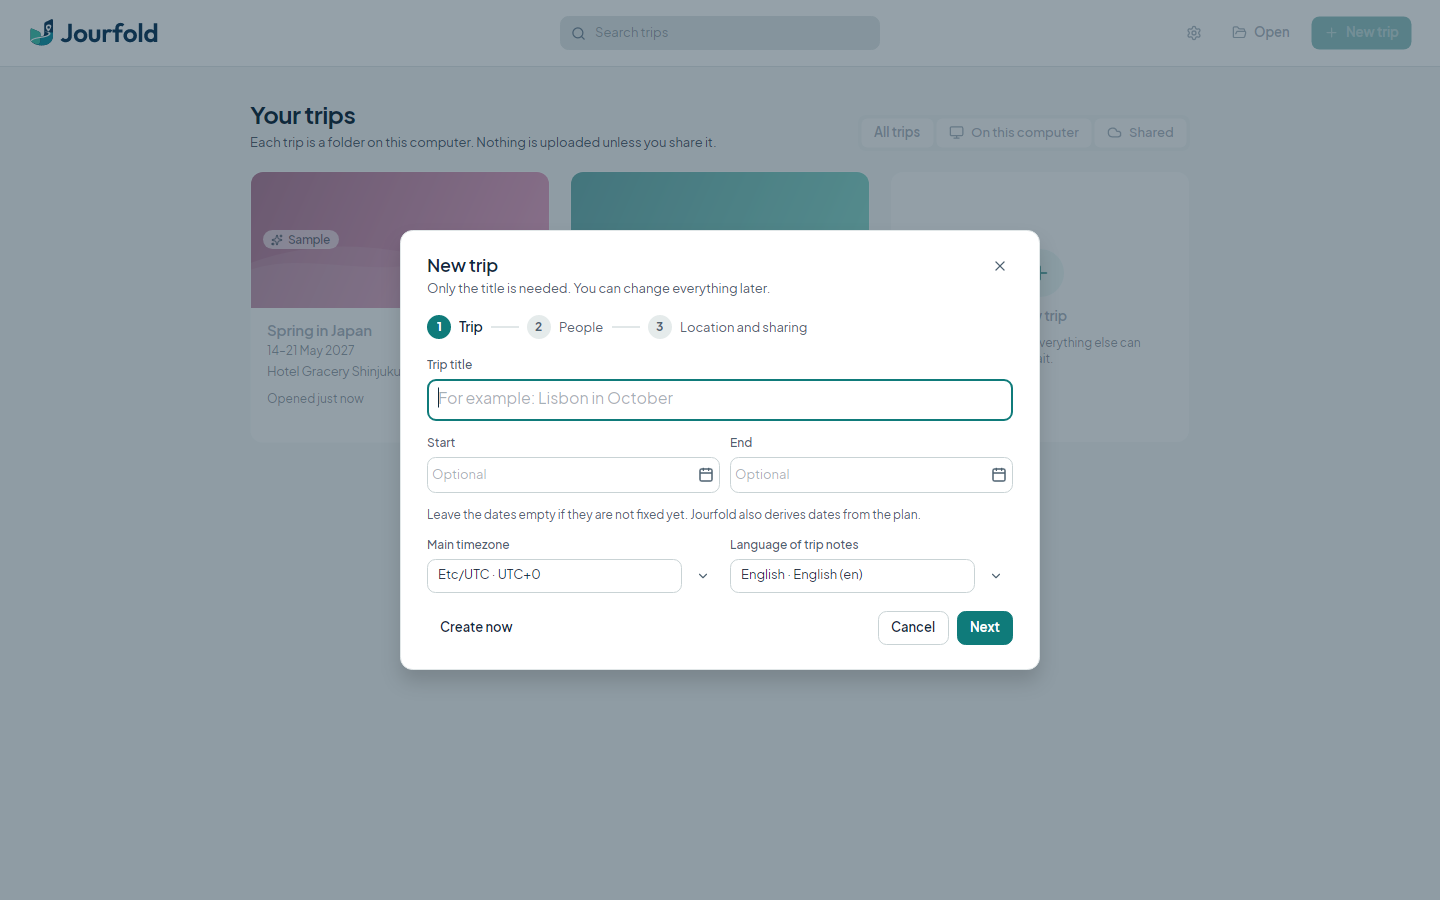 Jourfold
Search trips
Open
New trip
Your trips
Each trip is a folder on this computer. Nothing is uploaded unless you share it.
All trips
On this computer
Shared
Sample
Spring in Japan
14–21 May 2027
Hotel Gracery Shinjuku
Opened just now
trip
everything else can
New trip
Only the title is needed. You can change everything later.
1 Trip
2 People
3 Location and sharing
Trip title
For example: Lisbon in October
Start
End
Optional
Optional
Leave the dates empty if they are not fixed yet. Jourfold also derives dates from the plan.
Main timezone
Language of trip notes
Etc/UTC · UTC+0
English · English (en)
Create now
Cancel
Next